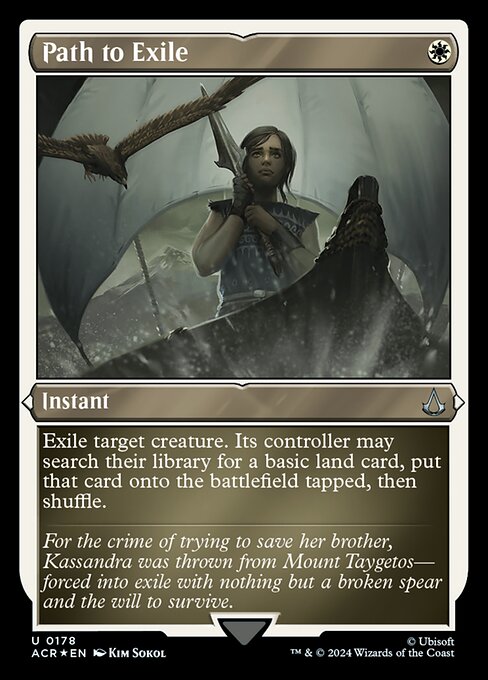 Path to Exile
Instant
Exile target creature. Its controller may
search their library for a basic land card, put
that card onto the battlefield tapped, then
shuffle.
For the crime of trying to save her brother,
Kassandra was thrown from Mount Taygetos—
forced into exile with nothing but a broken spear
and the will to survive.
U 0178
ACR★EN Kim Sokol
© Ubisoft
™ & © 2024 Wizards of the Coast